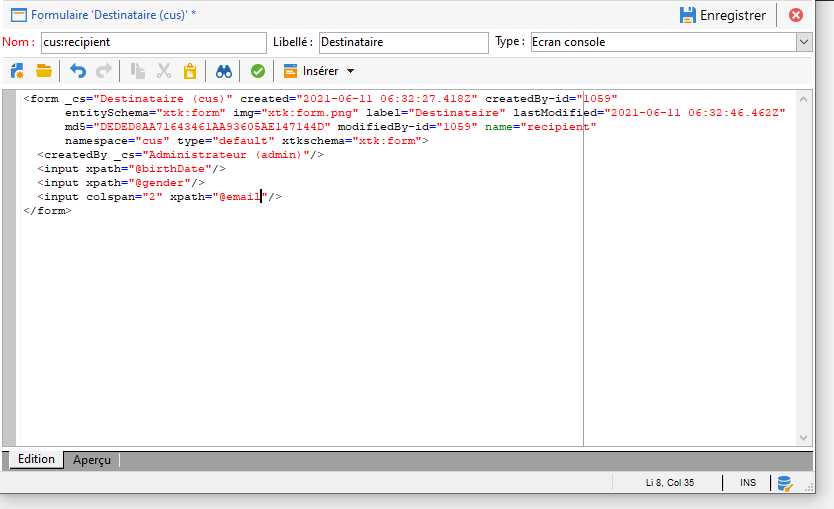 Formulaire 'Destinataire (cus)' *
Enregistrer
Nom : cus:recipient Libellé : Destinataire Type : Ecran console
Insérer
<form _cs="Destinataire (cus)" created="2021-06-11 06:32:27.418Z" createdBy-id="1059"
entitySchema="xtk:form" img="xtk:form.png" label="Destinataire" lastModified="2021-06-11 06:32:46.462Z"
md5="DEDED8AA71643461AA93605AE147144D" modifiedBy-id="1059" name="recipient"
namespace="cus" type="default" xtkschema="xtk:form">
<createdBy _cs="Administrateur (admin)"/>
<input xpath="@birthDate"/>
<input xpath="@gender"/>
<input colspan="2" xpath="@email"/>
</form>
Edition Aperçu
Li 8, Col 35 INS